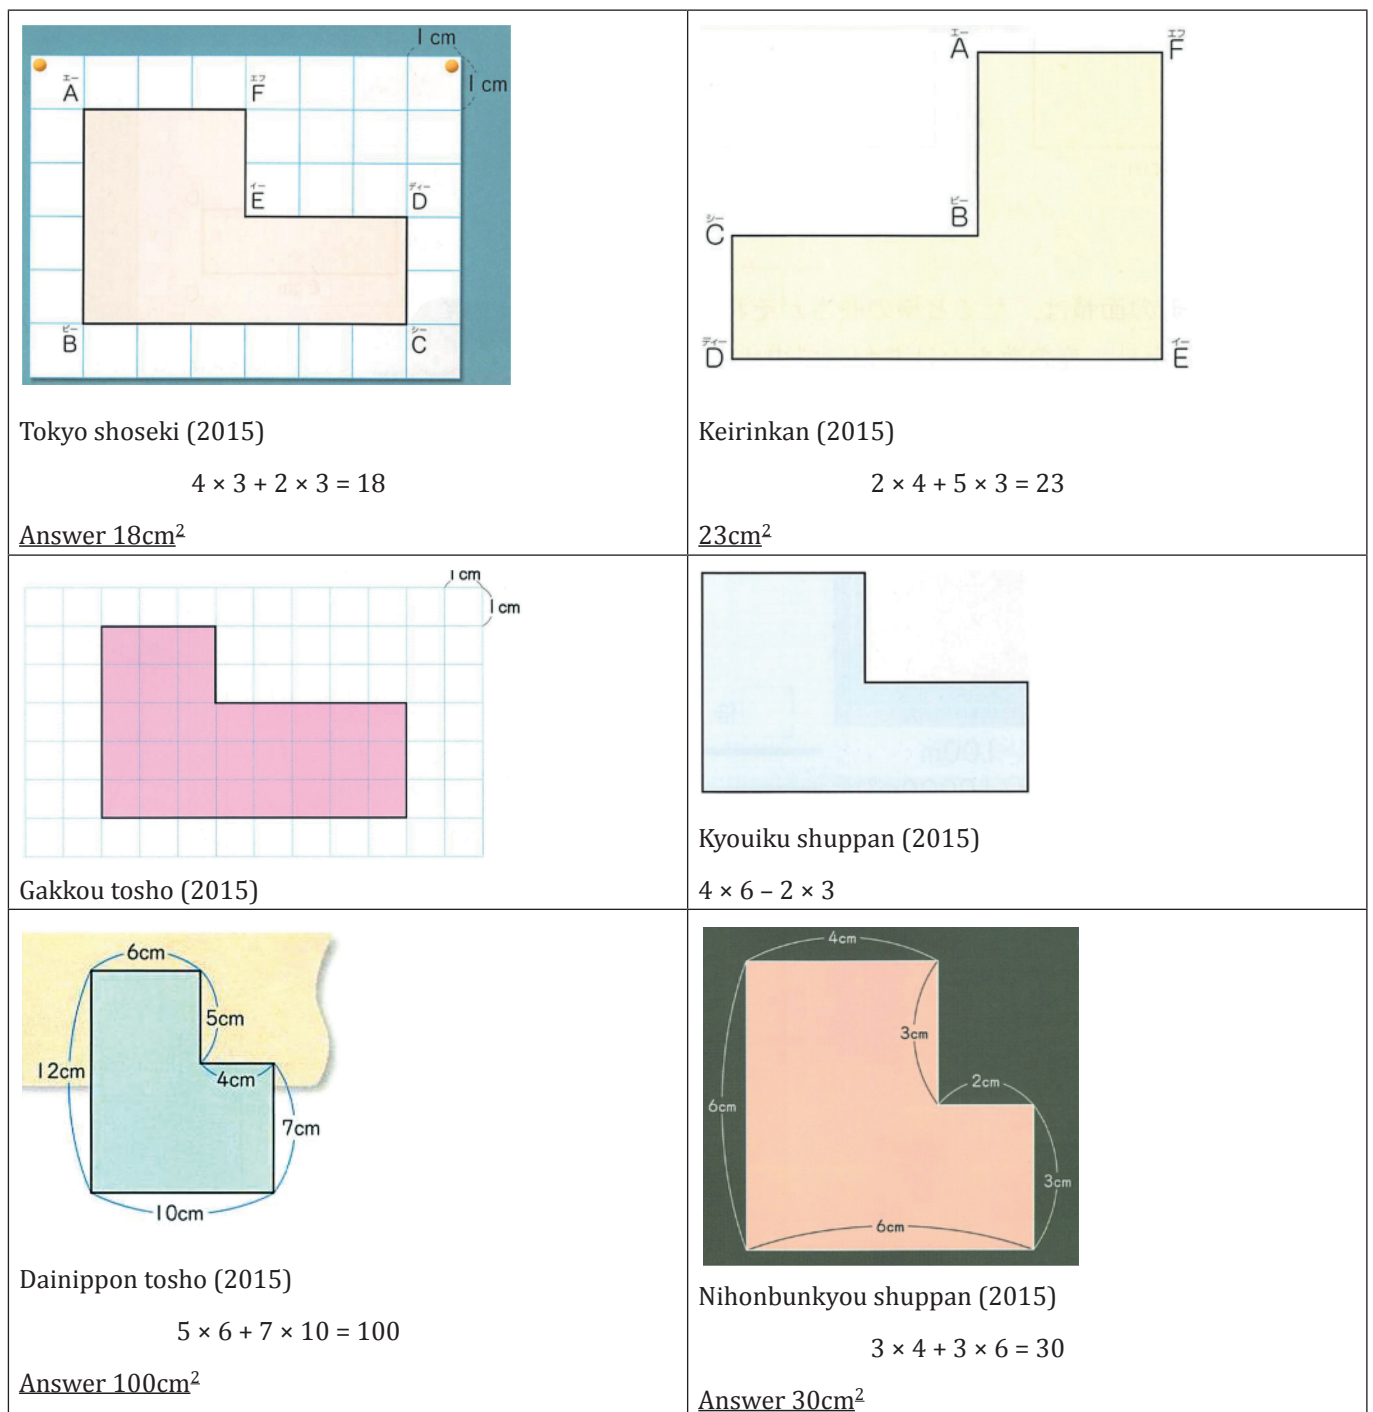 1 cm
1 cm
エー
A
エフ
F
イー
E
ディー
D
ビー
B
シー
C
Tokyo shoseki (2015)
4 × 3 + 2 × 3 = 18
Answer 18cm²
エー
A
エフ
F
ビー
B
シー
C
ディー
D
イー
E
Keirinkan (2015)
2 × 4 + 5 × 3 = 23
23cm²
1 cm
1 cm
Gakkou tosho (2015)
Kyouiku shuppan (2015)
4 × 6 – 2 × 3
6cm
5cm
12cm
4cm
7cm
10cm
Dainippon tosho (2015)
5 × 6 + 7 × 10 = 100
Answer 100cm²
4cm
3cm
2cm
6cm
3cm
6cm
Nihonbunkyou shuppan (2015)
3 × 4 + 3 × 6 = 30
Answer 30cm²